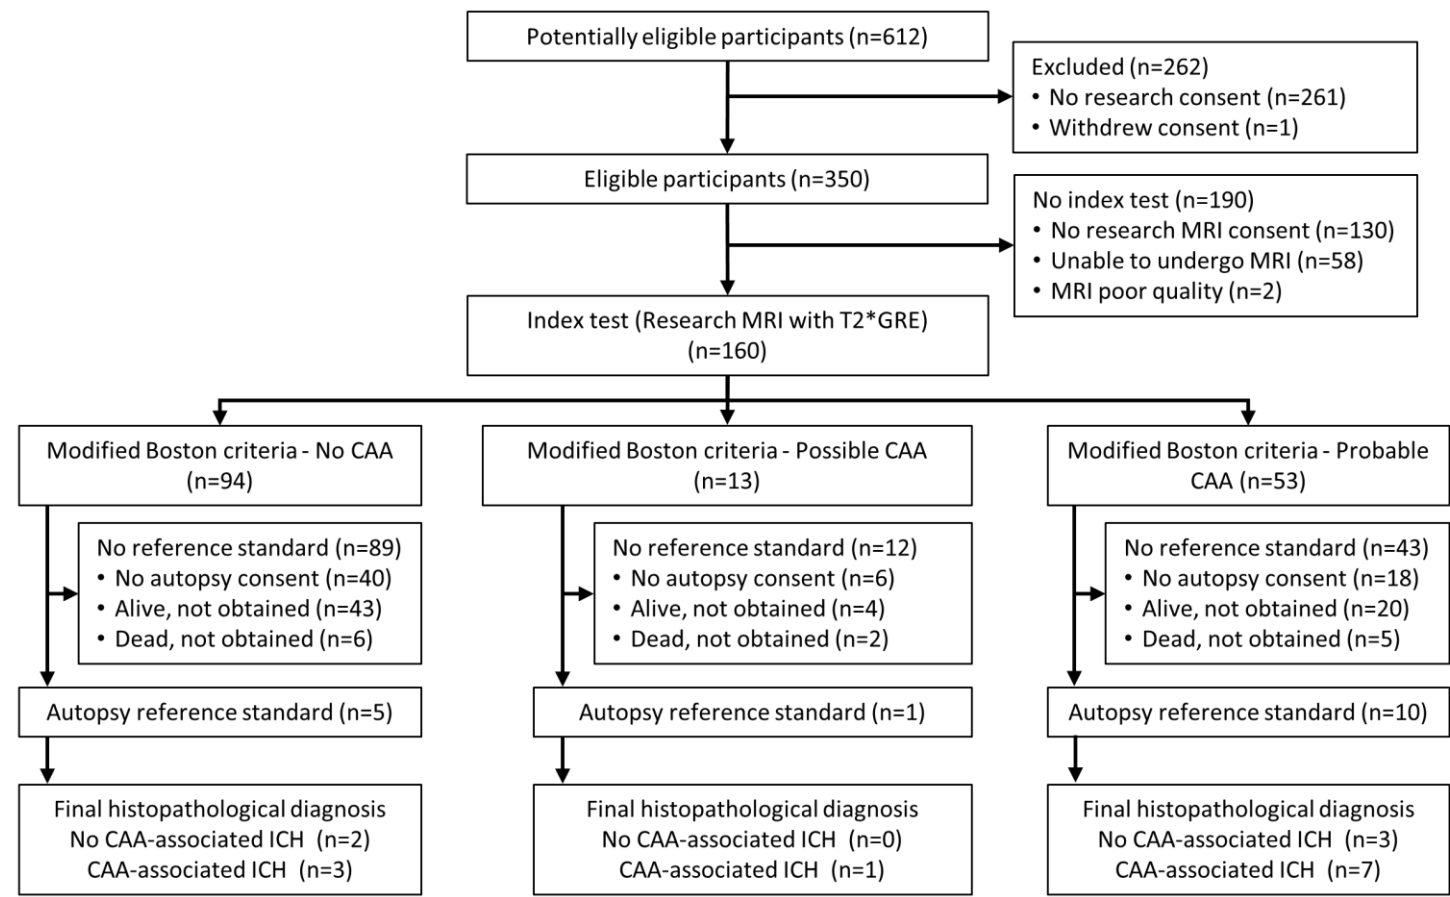 Potentially eligible participants (n=612)
Excluded (n=262)
• No research consent (n=261)
• Withdrew consent (n=1)
Eligible participants (n=350)
No index test (n=190)
• No research MRI consent (n=130)
• Unable to undergo MRI (n=58)
• MRI poor quality (n=2)
Index test (Research MRI with T2*GRE)
(n=160)
Modified Boston criteria - No CAA
(n=94)
No reference standard (n=89)
• No autopsy consent (n=40)
• Alive, not obtained (n=43)
• Dead, not obtained (n=6)
Autopsy reference standard (n=5)
Final histopathological diagnosis
No CAA-associated ICH (n=2)
CAA-associated ICH (n=3)
Modified Boston criteria - Possible CAA
(n=13)
No reference standard (n=12)
• No autopsy consent (n=6)
• Alive, not obtained (n=4)
• Dead, not obtained (n=2)
Autopsy reference standard (n=1)
Final histopathological diagnosis
No CAA-associated ICH (n=0)
CAA-associated ICH (n=1)
Modified Boston criteria - Probable
CAA (n=53)
No reference standard (n=43)
• No autopsy consent (n=18)
• Alive, not obtained (n=20)
• Dead, not obtained (n=5)
Autopsy reference standard (n=10)
Final histopathological diagnosis
No CAA-associated ICH (n=3)
CAA-associated ICH (n=7)